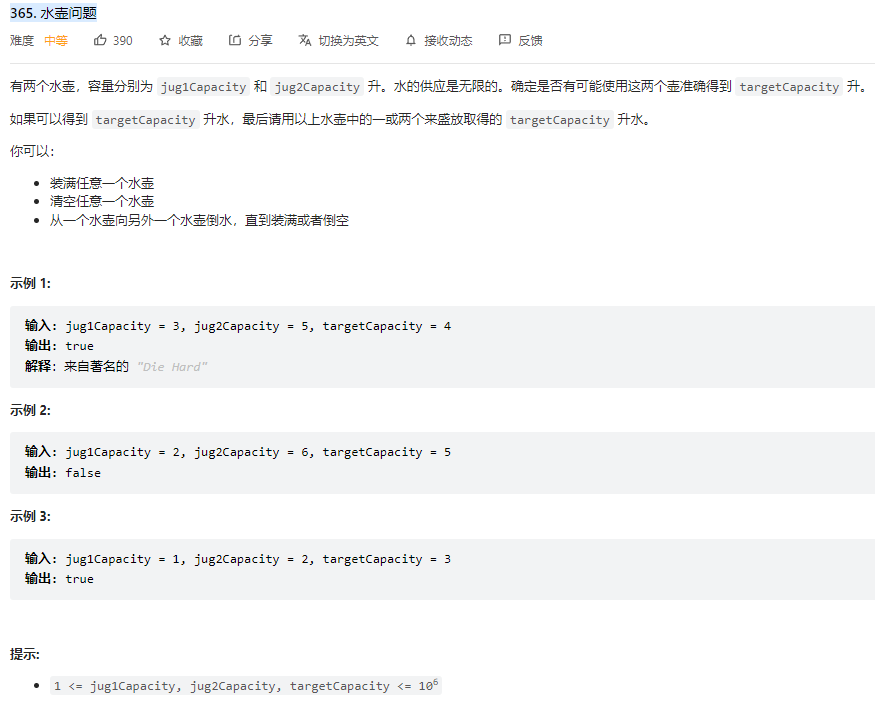 365. 水壶问题
难度 中等 390 收藏 分享 切换为英文 接收动态 反馈
有两个水壶，容量分别为 jug1Capacity 和 jug2Capacity 升。水的供应是无限的。确定是否有可能使用这两个壶准确得到 targetCapacity 升。
如果可以得到 targetCapacity 升水，最后请用以上水壶中的一或两个来盛放取得的 targetCapacity 升水。
你可以：
装满任意一个水壶
清空任意一个水壶
从一个水壶向另外一个水壶倒水，直到装满或者倒空
示例 1:
输入: jug1Capacity = 3, jug2Capacity = 5, targetCapacity = 4
输出: true
解释: 来自著名的 "Die Hard"
示例 2:
输入: jug1Capacity = 2, jug2Capacity = 6, targetCapacity = 5
输出: false
示例 3:
输入: jug1Capacity = 1, jug2Capacity = 2, targetCapacity = 3
输出: true
提示:
1 <= jug1Capacity, jug2Capacity, targetCapacity <= 10⁶